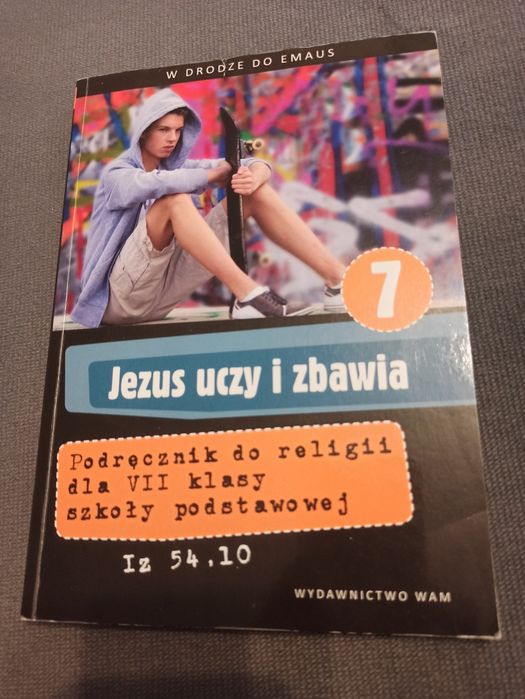 W DRODZE DO EMAUS
7
Jezus uczy i zbawia
Podręcznik do religii
dla VII klasy
szkoły podstawowej
Iz 54,10
WYDAWNICTWO WAM